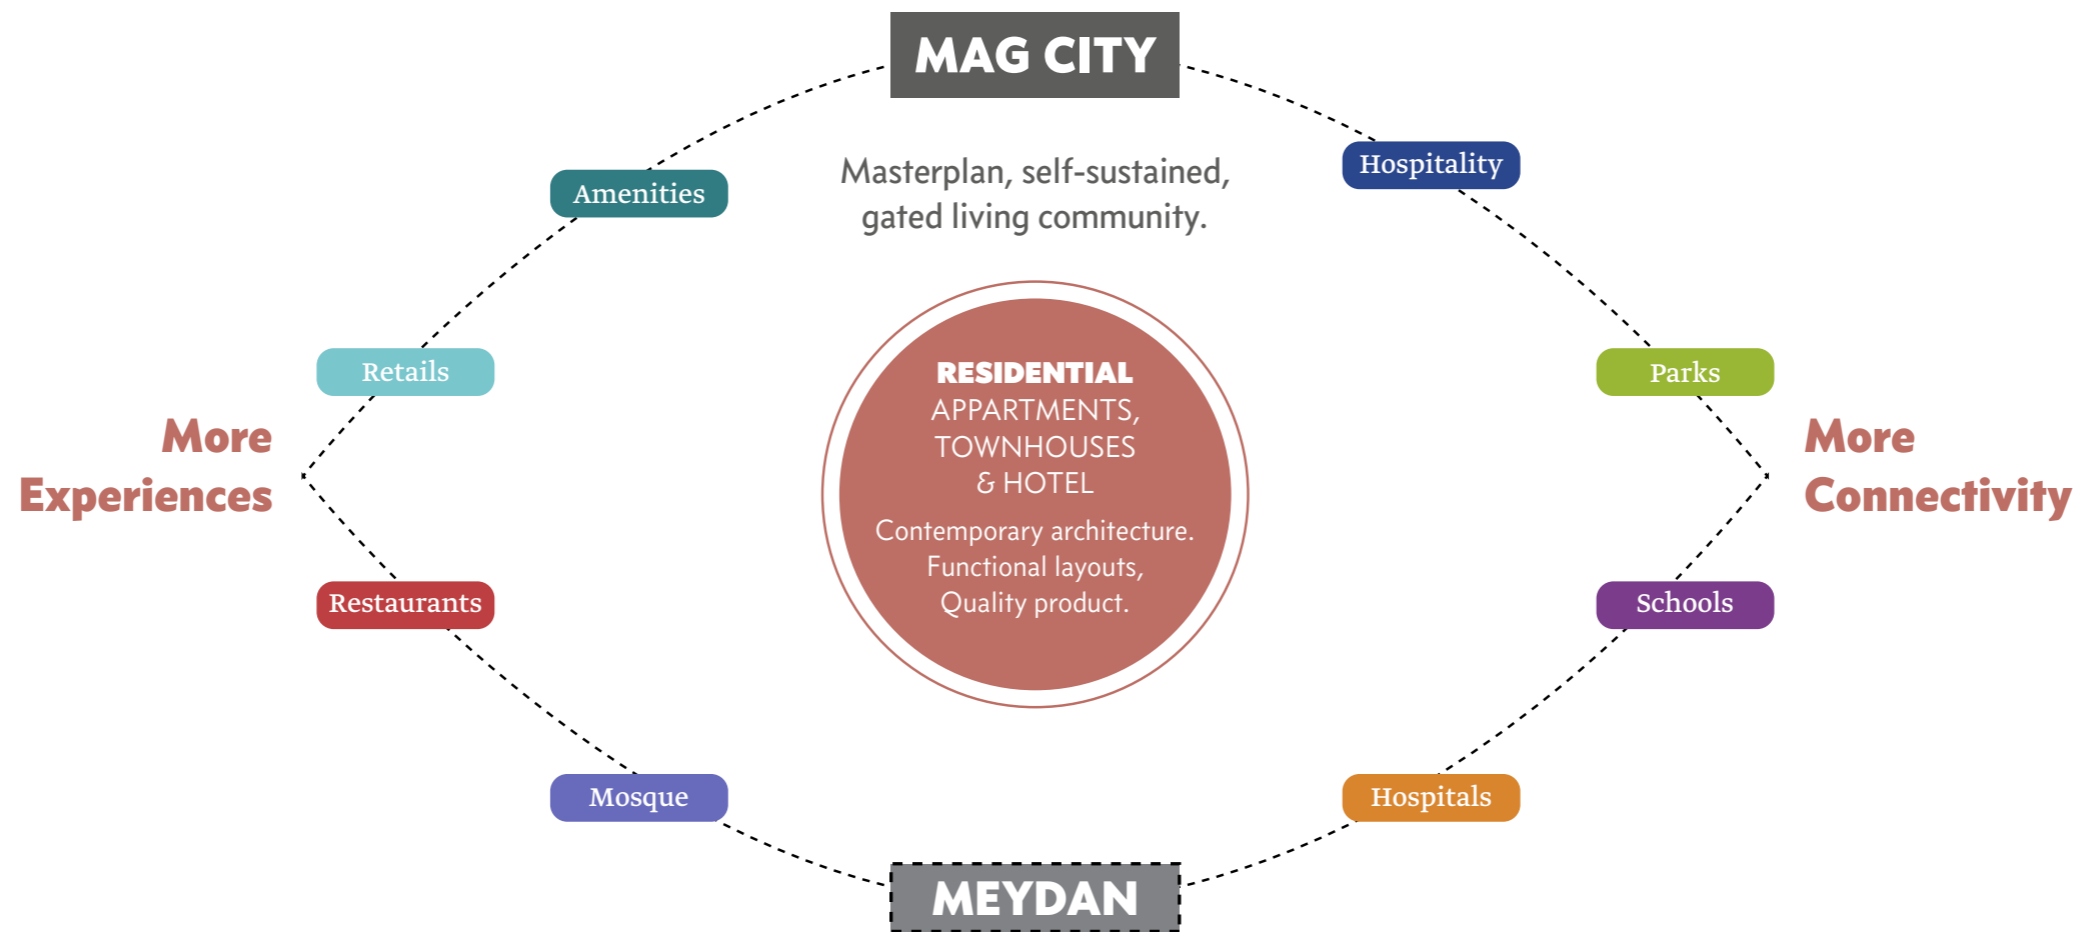 MAG CITY
Masterplan, self-sustained,
gated living community.
Amenities
Hospitality
Retails
Parks
More
Experiences
RESIDENTIAL
APPARTMENTS,
TOWNHOUSES
& HOTEL
Contemporary architecture.
Functional layouts,
Quality product.
More
Connectivity
Restaurants
Schools
Mosque
Hospitals
MEYDAN